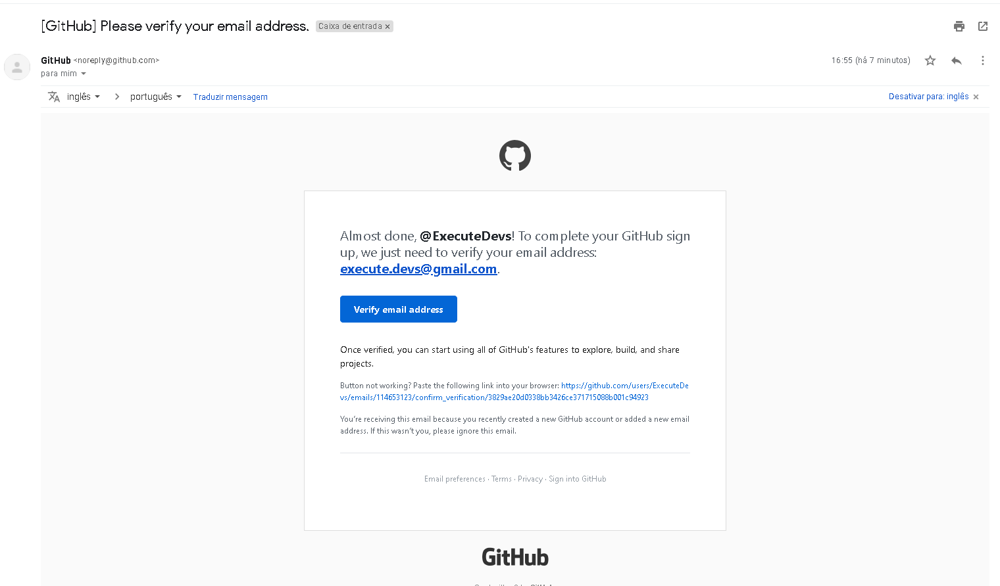 [GitHub] Please verify your email address. Caixa de entrada ×
GitHub <noreply@github.com> 16:55 (há 7 minutos)
para mim
inglês > português Traduzir mensagem Desativar para: inglês ×
Almost done, @ExecuteDevs! To complete your GitHub sign
up, we just need to verify your email address:
execute.devs@gmail.com.
Verify email address
Once verified, you can start using all of GitHub's features to explore, build, and share
projects.
Button not working? Paste the following link into your browser: https://github.com/users/ExecuteDe
vs/emails/114653123/confirm_verification/3829ae20d0338bb3426ce371715088b001c94923
You're receiving this email because you recently created a new GitHub account or added a new email
address. If this wasn't you, please ignore this email.
Email preferences · Terms · Privacy · Sign into GitHub
GitHub